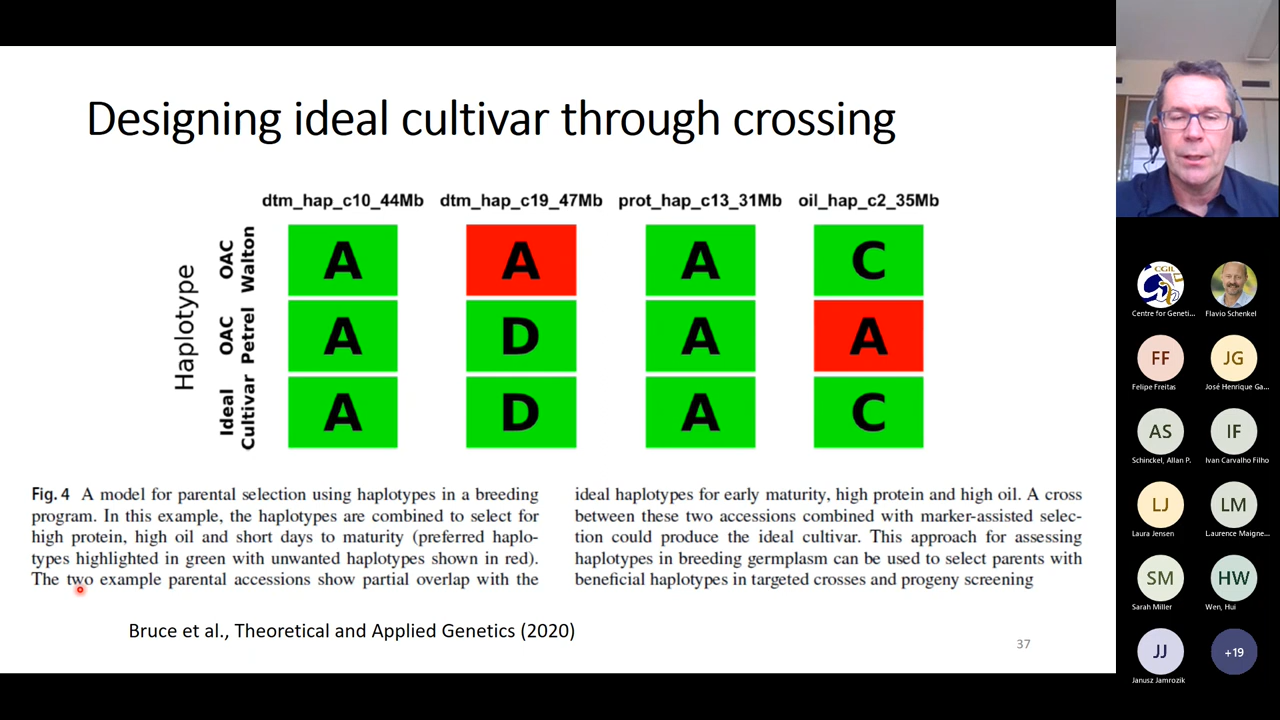 Designing ideal cultivar through crossing
dtm_hap_c10_44Mb dtm_hap_c19_47Mb prot_hap_c13_31Mb oil_hap_c2_35Mb
Haplotype
OAC
Walton
A A A C
OAC
Petrel
A D A A
Ideal
Cultivar
A D A C
Fig. 4 A model for parental selection using haplotypes in a breeding
program. In this example, the haplotypes are combined to select for
high protein, high oil and short days to maturity (preferred haplo-
types highlighted in green with unwanted haplotypes shown in red).
The two example parental accessions show partial overlap with the
ideal haplotypes for early maturity, high protein and high oil. A cross
between these two accessions combined with marker-assisted selec-
tion could produce the ideal cultivar. This approach for assessing
haplotypes in breeding germplasm can be used to select parents with
beneficial haplotypes in targeted crosses and progeny screening
Bruce et al., Theoretical and Applied Genetics (2020)
37
CGIL
Centre for Geneti... Flavio Schenkel
FF JG
Felipe Freitas José Henrique Ga...
AS IF
Schinckel, Allan P. Ivan Carvalho Filho
LJ LM
Laura Jensen Laurence Maigne...
SM HW
Sarah Miller Wen, Hui
JJ +19
Janusz Jamrozik